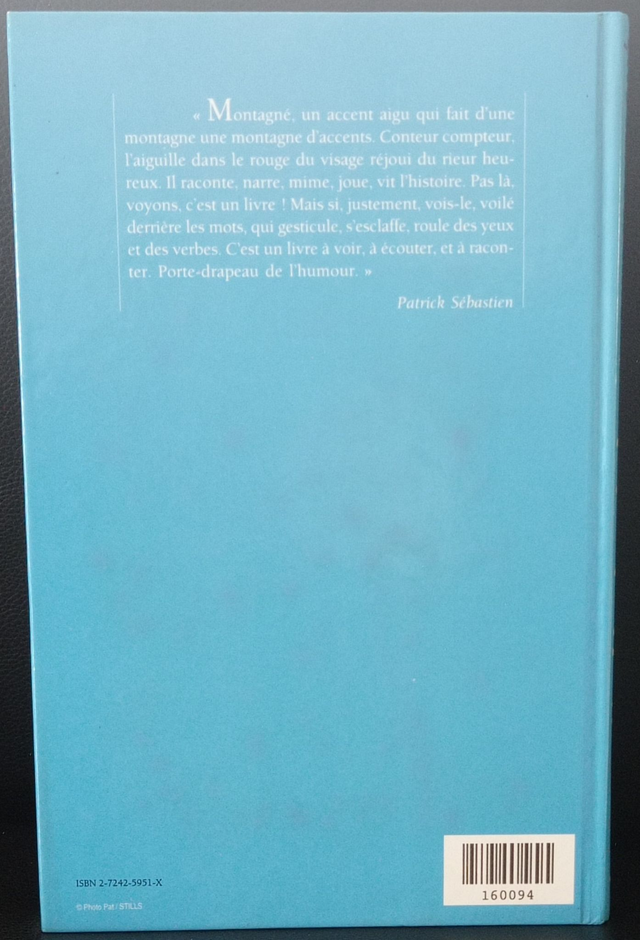 « Montagné, un accent aigu qui fait d'une
montagne une montagne d'accents. Conteur compteur,
l'aiguille dans le rouge du visage réjoui du rieur heu-
reux. Il raconte, narre, mime, joue, vit l'histoire. Pas là,
voyons, c'est un livre ! Mais si, justement, vois-le, voilé
derrière les mots, qui gesticule, s'esclaffe, roule des yeux
et des verbes. C'est un livre à voir, à écouter, et à racon-
ter. Porte-drapeau de l'humour. »
Patrick Sébastien
ISBN 2-7242-5951-X
© Photo Pat / STILLS
160094